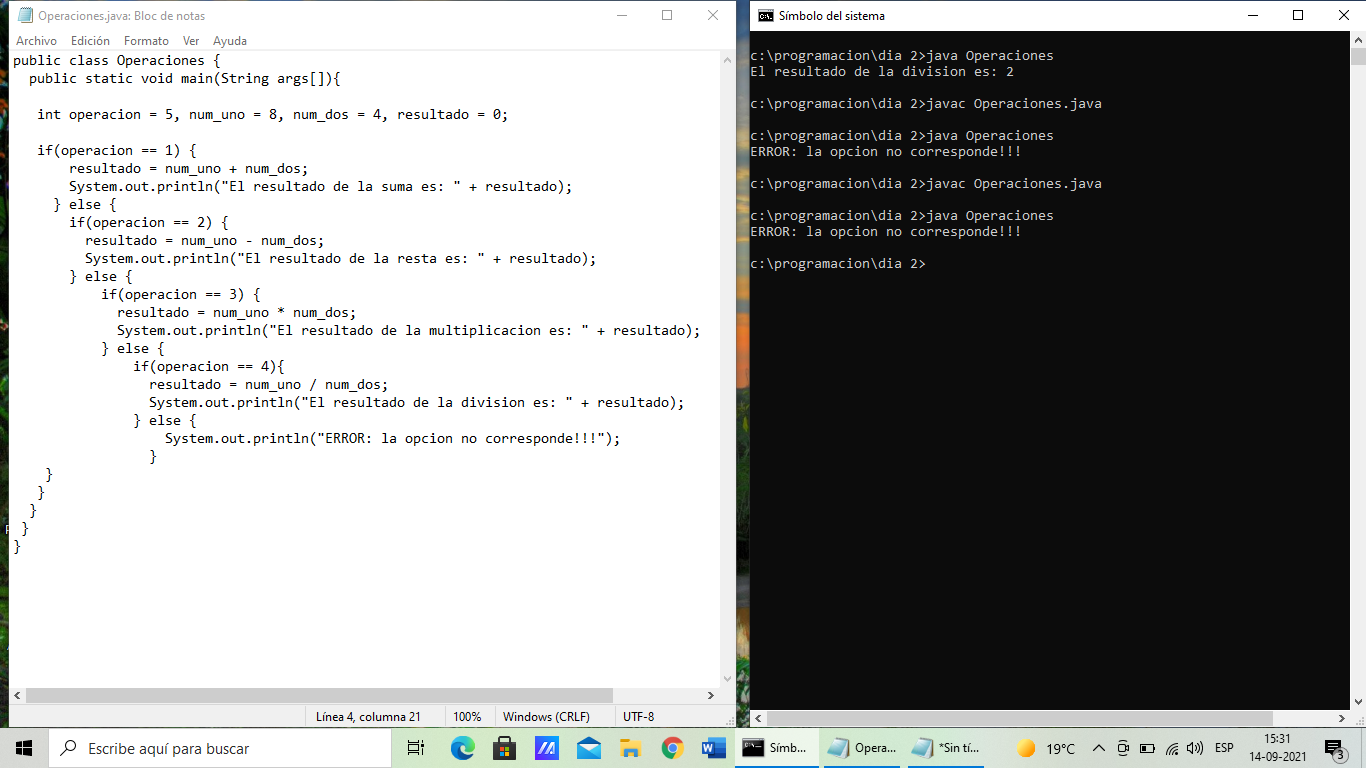 Operaciones.java: Bloc de notas
Archivo Edición Formato Ver Ayuda
public class Operaciones {
  public static void main(String args[]){

   int operacion = 5, num_uno = 8, num_dos = 4, resultado = 0;

   if(operacion == 1) {
       resultado = num_uno + num_dos;
       System.out.println("El resultado de la suma es: " + resultado);
     } else {
       if(operacion == 2) {
         resultado = num_uno - num_dos;
         System.out.println("El resultado de la resta es: " + resultado);
       } else {
           if(operacion == 3) {
             resultado = num_uno * num_dos;
             System.out.println("El resultado de la multiplicacion es: " + resultado);
           } else {
               if(operacion == 4){
                 resultado = num_uno / num_dos;
                 System.out.println("El resultado de la division es: " + resultado);
               } else {
                   System.out.println("ERROR: la opcion no corresponde!!!");
                 }
    }
   }
  }
 }
}
Línea 4, columna 21 100% Windows (CRLF) UTF-8
Símbolo del sistema
c:\programacion\dia 2>java Operaciones
El resultado de la division es: 2

c:\programacion\dia 2>javac Operaciones.java

c:\programacion\dia 2>java Operaciones
ERROR: la opcion no corresponde!!!

c:\programacion\dia 2>javac Operaciones.java

c:\programacion\dia 2>java Operaciones
ERROR: la opcion no corresponde!!!

c:\programacion\dia 2>
Escribe aquí para buscar
Símb...
Opera...
*Sin tí...
19°C
ESP
15:31
14-09-2021
3